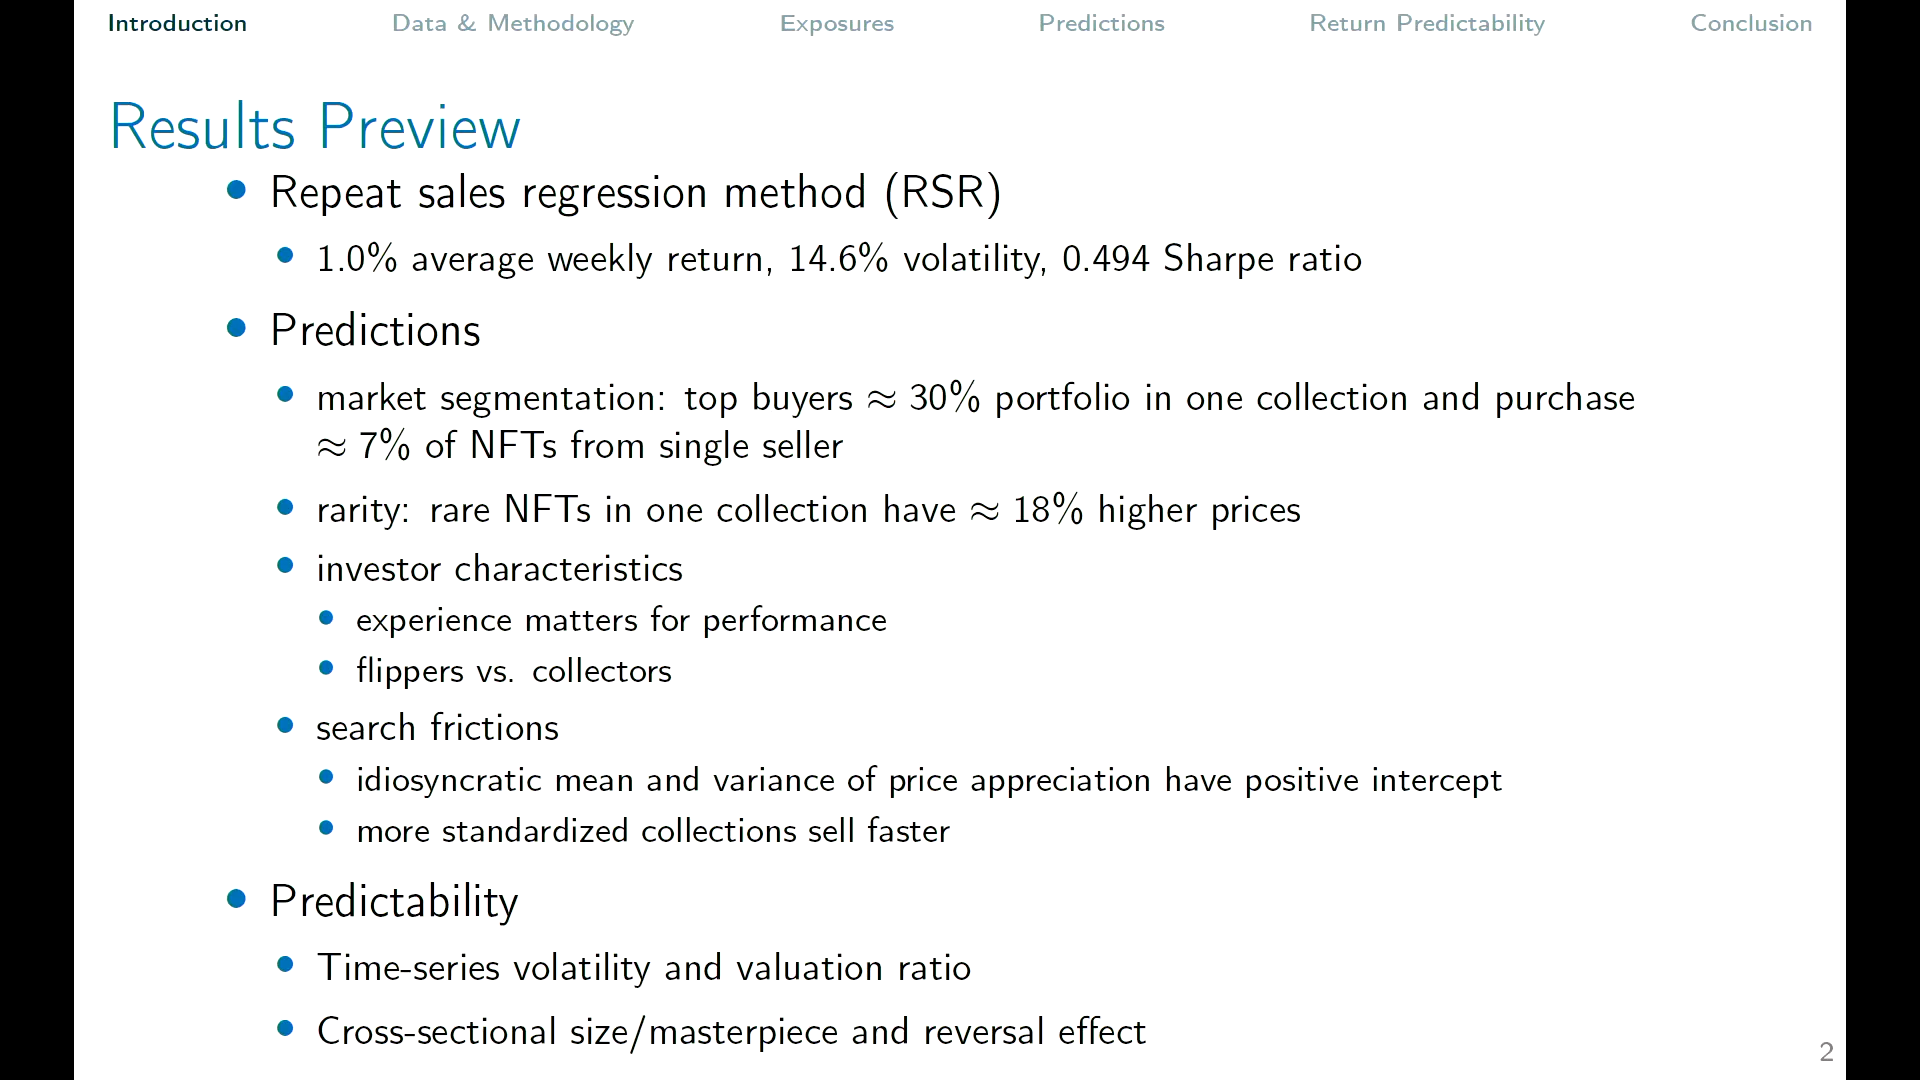 Introduction Data & Methodology Exposures Predictions Return Predictability Conclusion
Results Preview
• Repeat sales regression method (RSR)
• 1.0% average weekly return, 14.6% volatility, 0.494 Sharpe ratio
• Predictions
• market segmentation: top buyers ≈ 30% portfolio in one collection and purchase
≈ 7% of NFTs from single seller
• rarity: rare NFTs in one collection have ≈ 18% higher prices
• investor characteristics
• experience matters for performance
• flippers vs. collectors
• search frictions
• idiosyncratic mean and variance of price appreciation have positive intercept
• more standardized collections sell faster
• Predictability
• Time-series volatility and valuation ratio
• Cross-sectional size/masterpiece and reversal effect
2